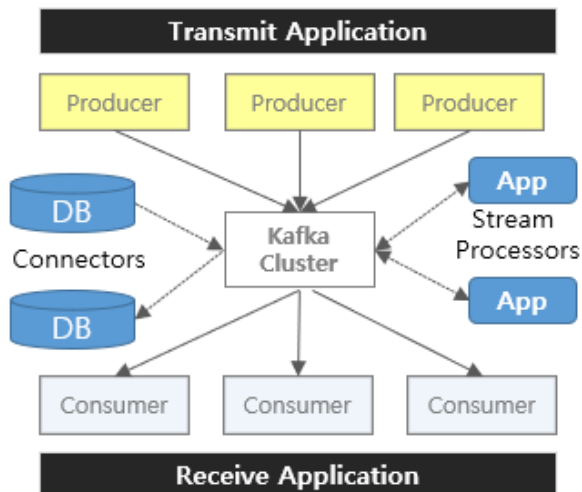 Transmit Application
Producer
Producer
Producer
DB
App
Connectors
Kafka
Cluster
Stream
Processors
DB
App
Consumer
Consumer
Consumer
Receive Application